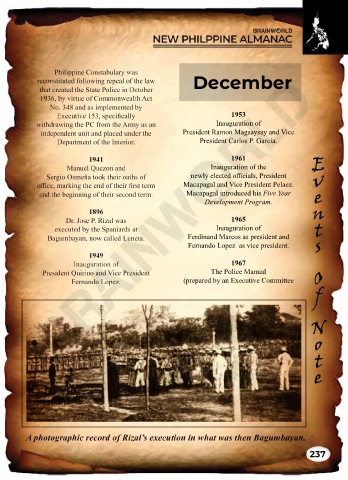 BRAINWORLD
NEW PHILPPINE ALMANAC
Philippine Constabulary was
reconstituted following repeal of the law
that created the State Police in October
1936, by virtue of Commonwealth Act
No. 348 and as implemented by
Executive 153, specifically
withdrawing the PC from the Army as an
independent unit and placed under the
Department of the Interior.
1941
Manuel Quezon and
Sergio Osmeña took their oaths of
office, marking the end of their first term
and the beginning of their second term.
1896
Dr. Jose P. Rizal was
executed by the Spaniards at
Bagumbayan, now called Luneta.
1949
Inauguration of
President Quirino and Vice President
Fernando Lopez.
December
1953
Inauguration of
President Ramon Magsaysay and Vice
President Carlos P. Garcia.
1961
Inauguration of the
newly elected officials, President
Macapagal and Vice President Pelaez.
Macapagal introduced his Five Year
Development Program.
1965
Inauguration of
Ferdinand Marcos as president and
Fernando Lopez as vice president.
1967
The Police Manual
(prepared by an Executive Committee
Events Of Note
A photographic record of Rizal's execution in what was then Bagumbayan.
237
BRAINWORLD